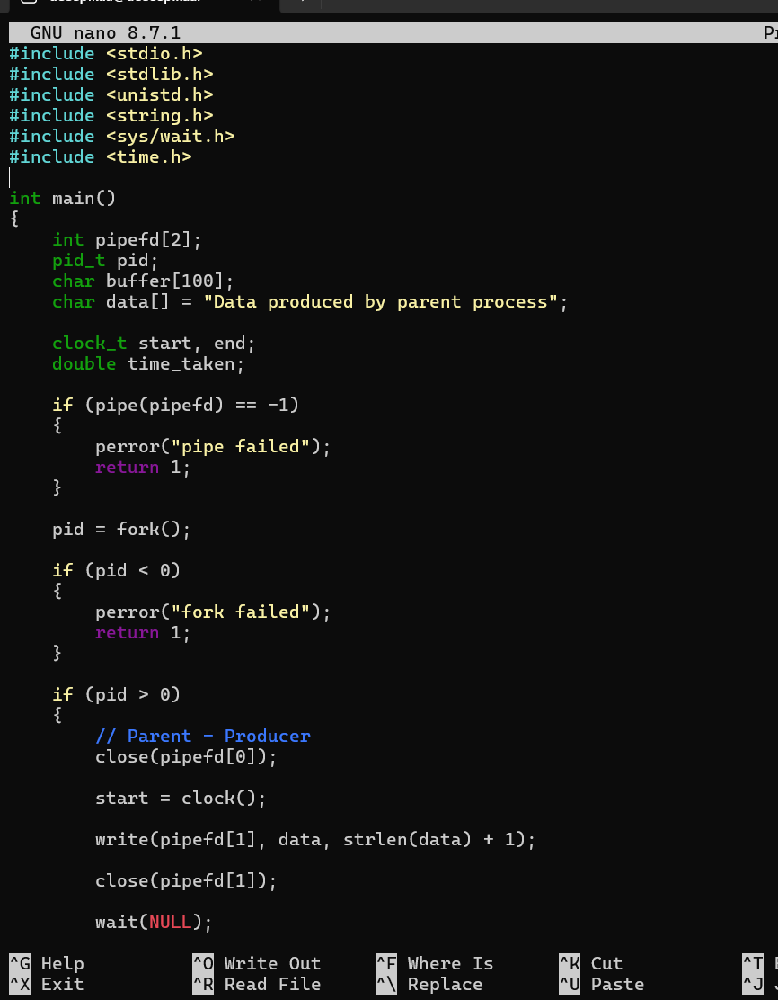 GNU nano 8.7.1
#include <stdio.h>
#include <stdlib.h>
#include <unistd.h>
#include <string.h>
#include <sys/wait.h>
#include <time.h>
int main()
{
    int pipefd[2];
    pid_t pid;
    char buffer[100];
    char data[] = "Data produced by parent process";
    clock_t start, end;
    double time_taken;
    if (pipe(pipefd) == -1)
    {
        perror("pipe failed");
        return 1;
    }
    pid = fork();
    if (pid < 0)
    {
        perror("fork failed");
        return 1;
    }
    if (pid > 0)
    {
        // Parent - Producer
        close(pipefd[0]);
        start = clock();
        write(pipefd[1], data, strlen(data) + 1);
        close(pipefd[1]);
        wait(NULL);
^G Help ^O Write Out ^F Where Is ^K Cut ^T
^X Exit ^R Read File ^\ Replace ^U Paste ^J